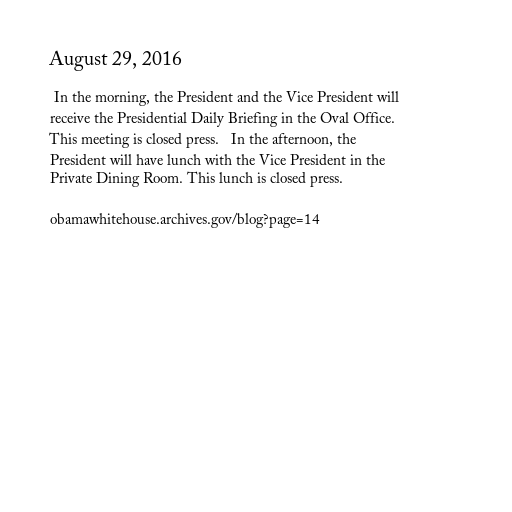 August 29, 2016
In the morning, the President and the Vice President will
receive the Presidential Daily Briefing in the Oval Office.
This meeting is closed press.   In the afternoon, the
President will have lunch with the Vice President in the
Private Dining Room. This lunch is closed press.
obamawhitehouse.archives.gov/blog?page=14